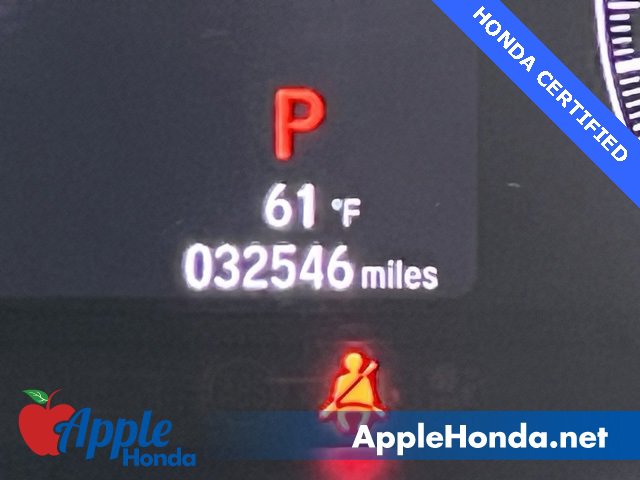 HONDA CERTIFIED
P
61 °F
032546 miles
Apple
Honda
AppleHonda.net